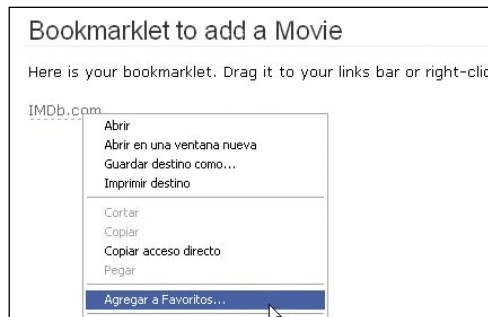 Bookmarklet to add a Movie
Here is your bookmarklet. Drag it to your links bar or right-clic
IMDb.com
Abrir
Abrir en una ventana nueva
Guardar destino como...
Imprimir destino
Cortar
Copiar
Copiar acceso directo
Pegar
Agregar a Favoritos...